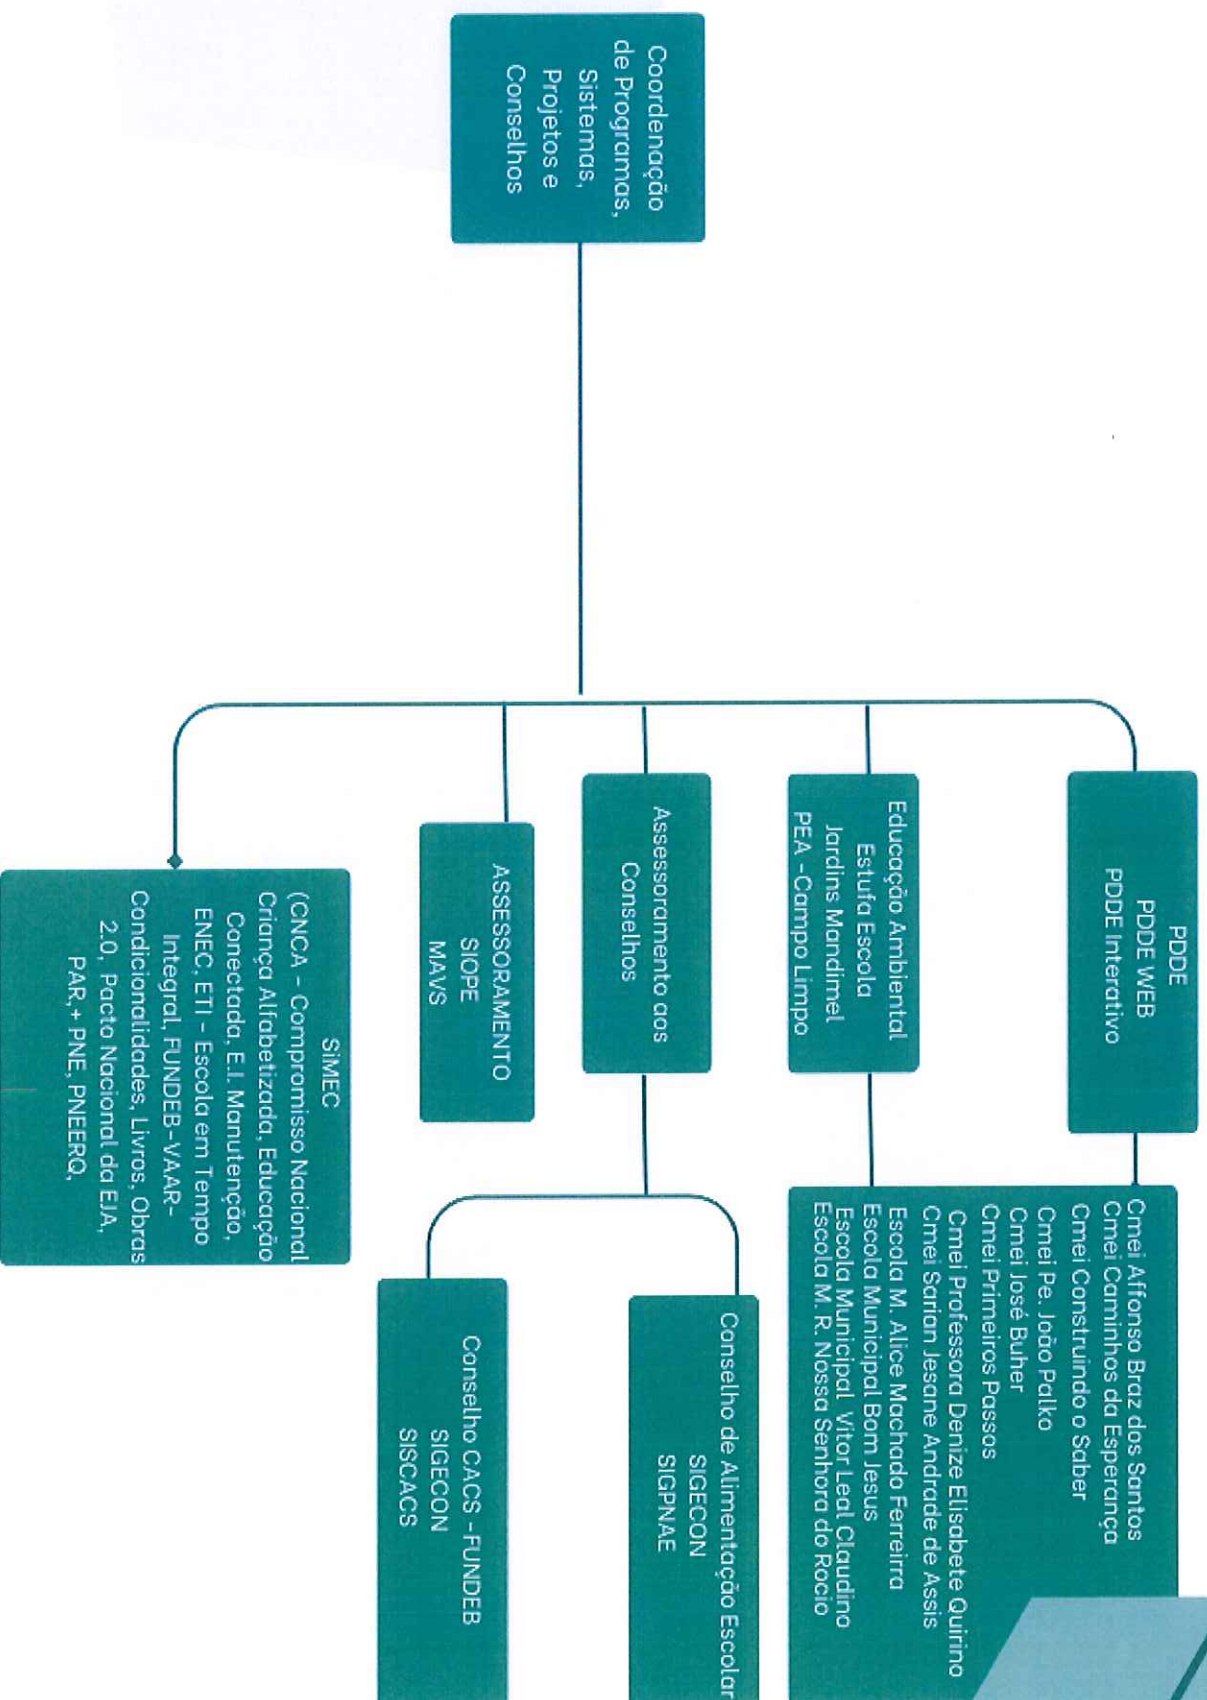 Coordenação
de Programas,
Sistemas,
Projetos e
Conselhos
PDDE
PDDE WEB
PDDE Interativo
Cmei Affonso Braz dos Santos
Cmei Caminhos da Esperança
Cmei Construindo o Saber
Cmei Pe. João Palko
Cmei José Buher
Cmei Primeiros Passos
Cmei Professora Denize Elisabete Quirino
Cmei Sarian Jesane Andrade de Assis
Escola M. Alice Machado Ferreirra
Escola Municipal Bom Jesus
Escola Municipal Vitor Leal Claudino
Escola M. R. Nossa Senhora do Rocio
Educação Ambiental
Estufa Escola
Jardins Mandimel
PEA -Campo Limpo
Assessoramento aos
Conselhos
Conselho de Alimentação Escolar
SIGECON
SIGPNAE
Conselho CACS -FUNDEB
SIGECON
SISCACS
ASSESSORAMENTO
SIOPE
MAVS
SiMEC
(CNCA - Compromisso Nacional
Criança Alfabetizada, Educação
Conectada, E.I. Manutenção,
ENEC, ETI - Escola em Tempo
Integral, FUNDEB-VAAR-
Condicionalidades, Livros, Obras
2.0, Pacto Nacional da EJA,
PAR,+ PNE, PNEERQ,